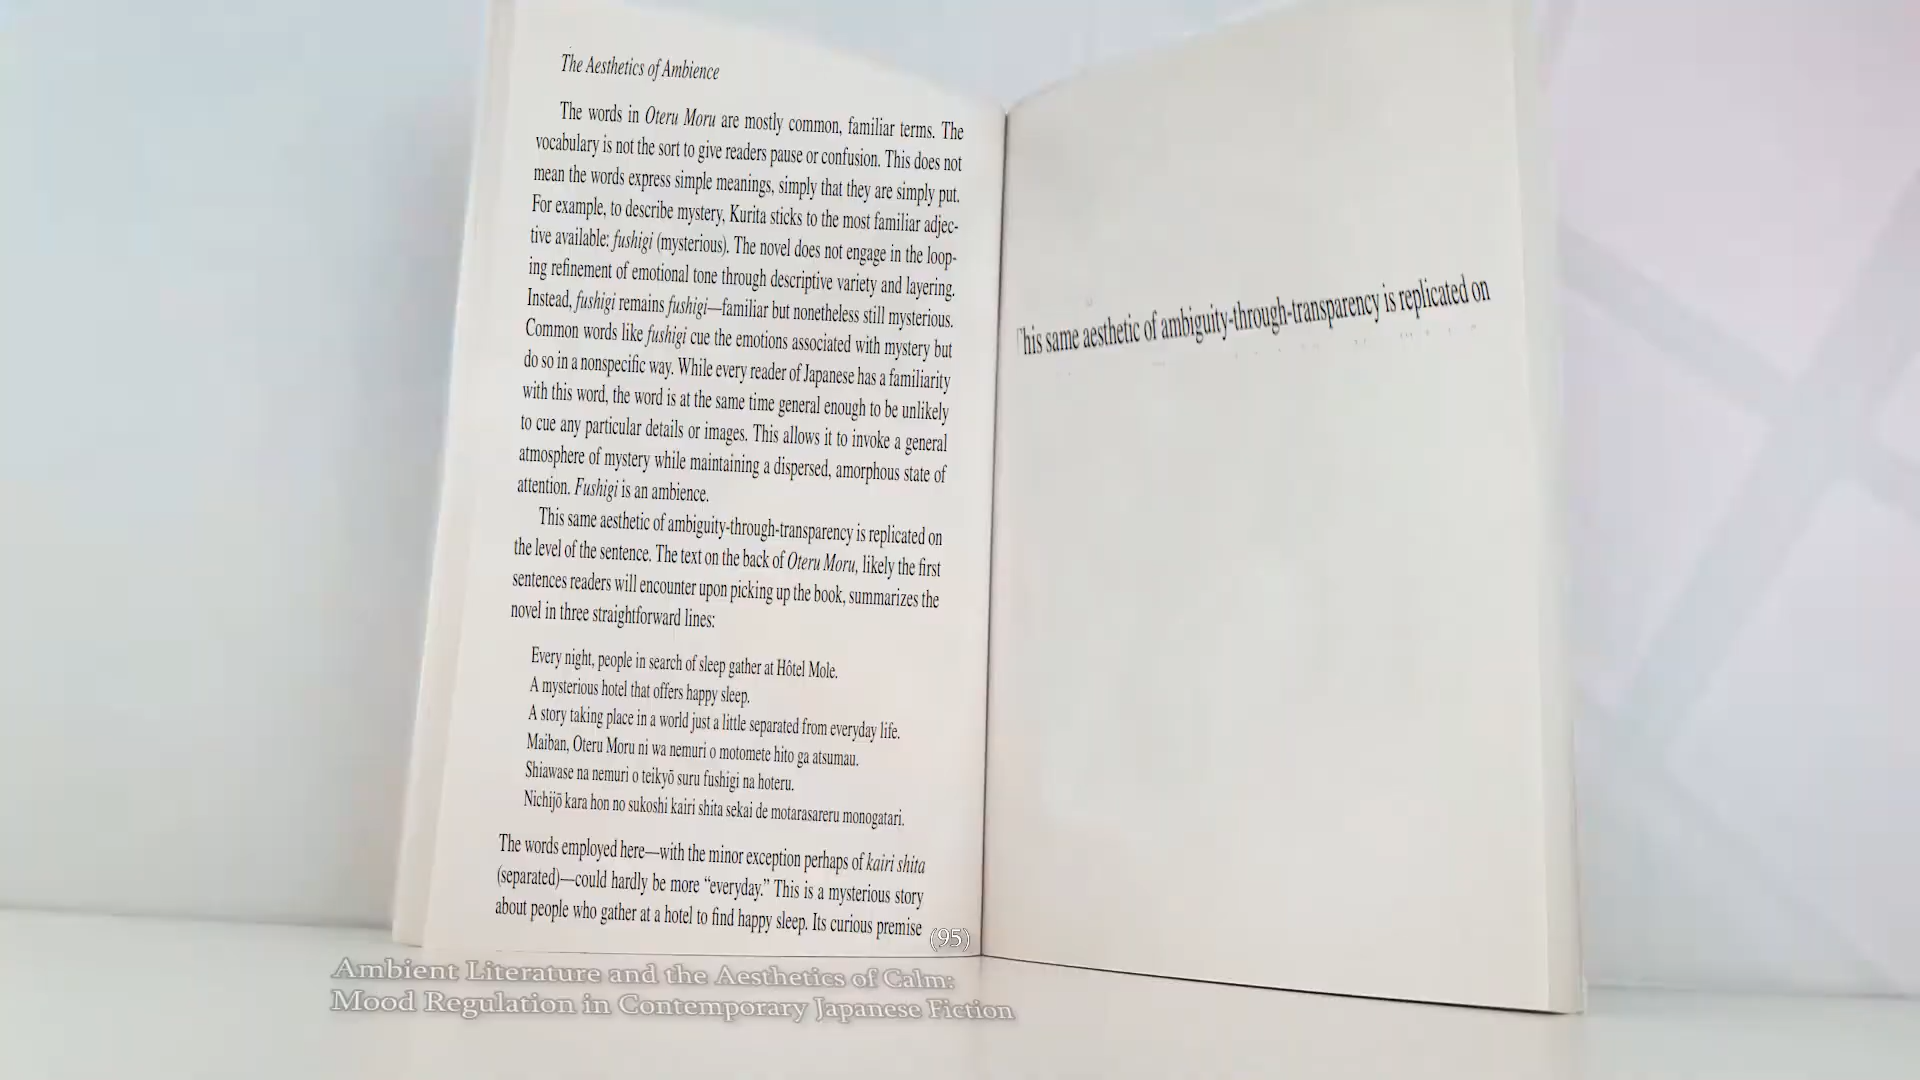 The Aesthetics of Ambience
The words in Oteru Moru are mostly common, familiar terms. The
vocabulary is not the sort to give readers pause or confusion. This does not
mean the words express simple meanings, simply that they are simply put.
For example, to describe mystery, Kurita sticks to the most familiar adjec-
tive available: fushigi (mysterious). The novel does not engage in the loop-
ing refinement of emotional tone through descriptive variety and layering.
Instead, fushigi remains fushigi—familiar but nonetheless still mysterious.
Common words like fushigi cue the emotions associated with mystery but
do so in a nonspecific way. While every reader of Japanese has a familiarity
with this word, the word is at the same time general enough to be unlikely
to cue any particular details or images. This allows it to invoke a general
atmosphere of mystery while maintaining a dispersed, amorphous state of
attention. Fushigi is an ambience.
This same aesthetic of ambiguity-through-transparency is replicated on
the level of the sentence. The text on the back of Oteru Moru, likely the first
sentences readers will encounter upon picking up the book, summarizes the
novel in three straightforward lines:
Every night, people in search of sleep gather at Hôtel Mole.
A mysterious hotel that offers happy sleep.
A story taking place in a world just a little separated from everyday life.
Maiban, Oteru Moru ni wa nemuri o motomete hito ga atsumau.
Shiawase na nemuri o teikyō suru fushigi na hoteru.
Nichijō kara hon no sukoshi kairi shita sekai de motarasareru monogatari.
The words employed here—with the minor exception perhaps of kairi shita
(separated)—could hardly be more “everyday.” This is a mysterious story
about people who gather at a hotel to find happy sleep. Its curious premise
(95)
This same aesthetic of ambiguity-through-transparency is replicated on
Ambient Literature and the Aesthetics of Calm:
Mood Regulation in Contemporary Japanese Fiction